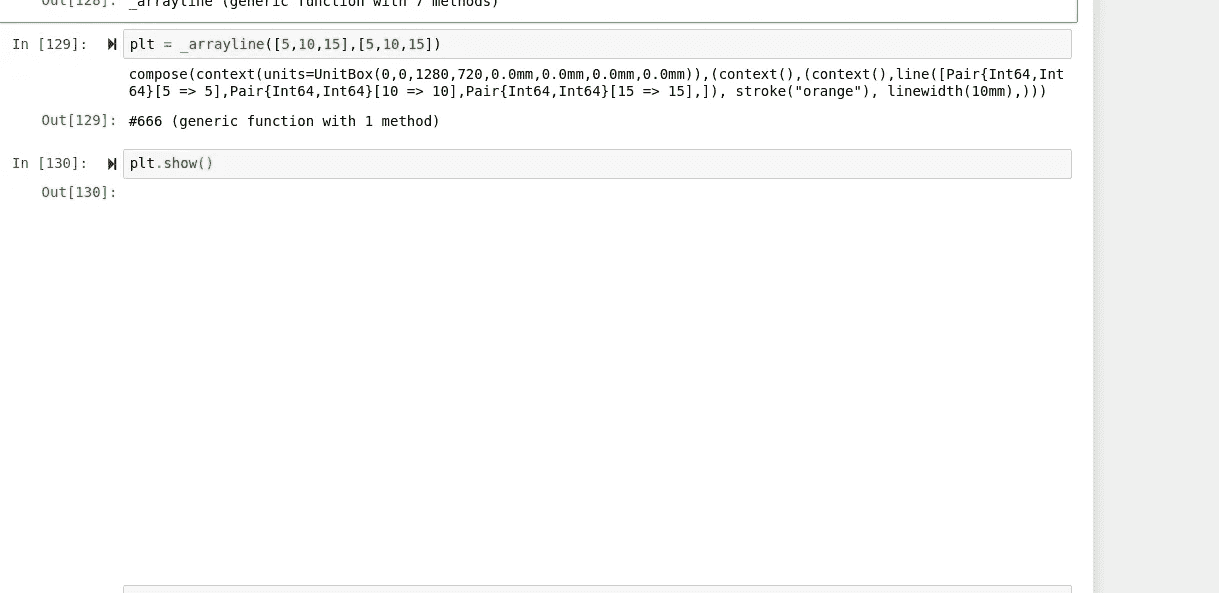 Out[128]: _arrayline (generic function with 7 methods)
In [129]: plt = _arrayline([5,10,15],[5,10,15])
compose(context(units=UnitBox(0,0,1280,720,0.0mm,0.0mm,0.0mm,0.0mm)),(context(),(context(),line([Pair{Int64,Int
64}[5 => 5],Pair{Int64,Int64}[10 => 10],Pair{Int64,Int64}[15 => 15],]), stroke("orange"), linewidth(10mm),)))
Out[129]: #666 (generic function with 1 method)
In [130]: plt.show()
Out[130]: